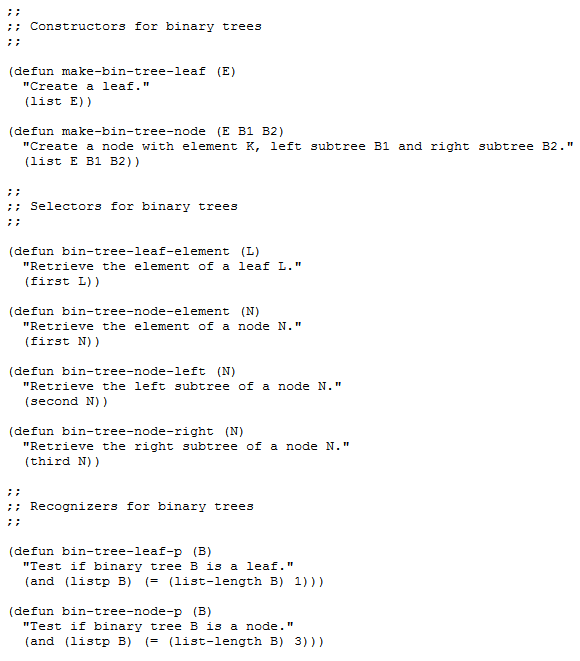 ;;
;; Constructors for binary trees
;;
(defun make-bin-tree-leaf (E)
  "Create a leaf."
  (list E))
(defun make-bin-tree-node (E B1 B2)
  "Create a node with element K, left subtree B1 and right subtree B2."
  (list E B1 B2))
;;
;; Selectors for binary trees
;;
(defun bin-tree-leaf-element (L)
  "Retrieve the element of a leaf L."
  (first L))
(defun bin-tree-node-element (N)
  "Retrieve the element of a node N."
  (first N))
(defun bin-tree-node-left (N)
  "Retrieve the left subtree of a node N."
  (second N))
(defun bin-tree-node-right (N)
  "Retrieve the right subtree of a node N."
  (third N))
;;
;; Recognizers for binary trees
;;
(defun bin-tree-leaf-p (B)
  "Test if binary tree B is a leaf."
  (and (listp B) (= (list-length B) 1)))
(defun bin-tree-node-p (B)
  "Test if binary tree B is a node."
  (and (listp B) (= (list-length B) 3)))